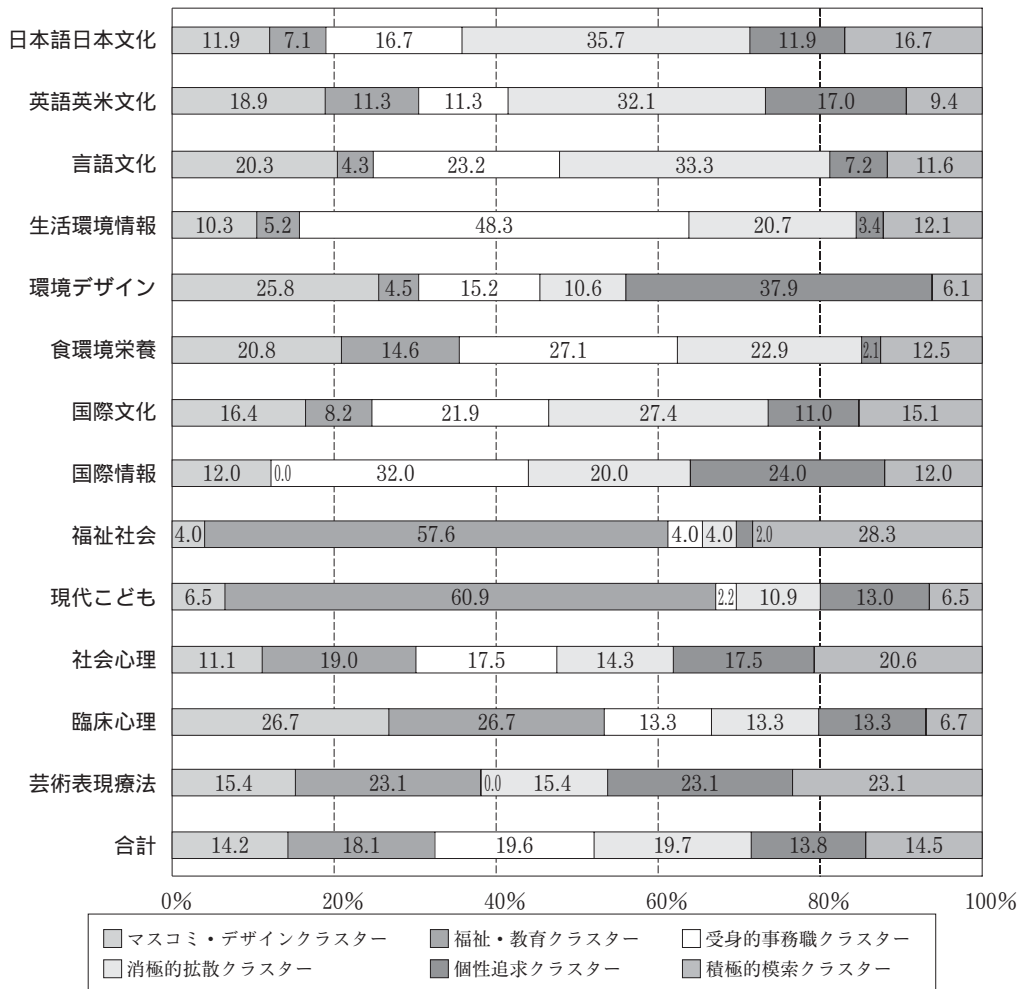 日本語日本文化 11.9 7.1 16.7 35.7 11.9 16.7
英語英米文化 18.9 11.3 11.3 32.1 17.0 9.4
言語文化 20.3 4.3 23.2 33.3 7.2 11.6
生活環境情報 10.3 5.2 48.3 20.7 3.4 12.1
環境デザイン 25.8 4.5 15.2 10.6 37.9 6.1
食環境栄養 20.8 14.6 27.1 22.9 2.1 12.5
国際文化 16.4 8.2 21.9 27.4 11.0 15.1
国際情報 12.0 0.0 32.0 20.0 24.0 12.0
福祉社会 4.0 57.6 4.0 4.0 2.0 28.3
現代こども 6.5 60.9 2.2 10.9 13.0 6.5
社会心理 11.1 19.0 17.5 14.3 17.5 20.6
臨床心理 26.7 26.7 13.3 13.3 13.3 6.7
芸術表現療法 15.4 23.1 0.0 15.4 23.1 23.1
合計 14.2 18.1 19.6 19.7 13.8 14.5
0% 20% 40% 60% 80% 100%
マスコミ・デザインクラスター 福祉・教育クラスター 受身的事務職クラスター
消極的拡散クラスター 個性追求クラスター 積極的模索クラスター